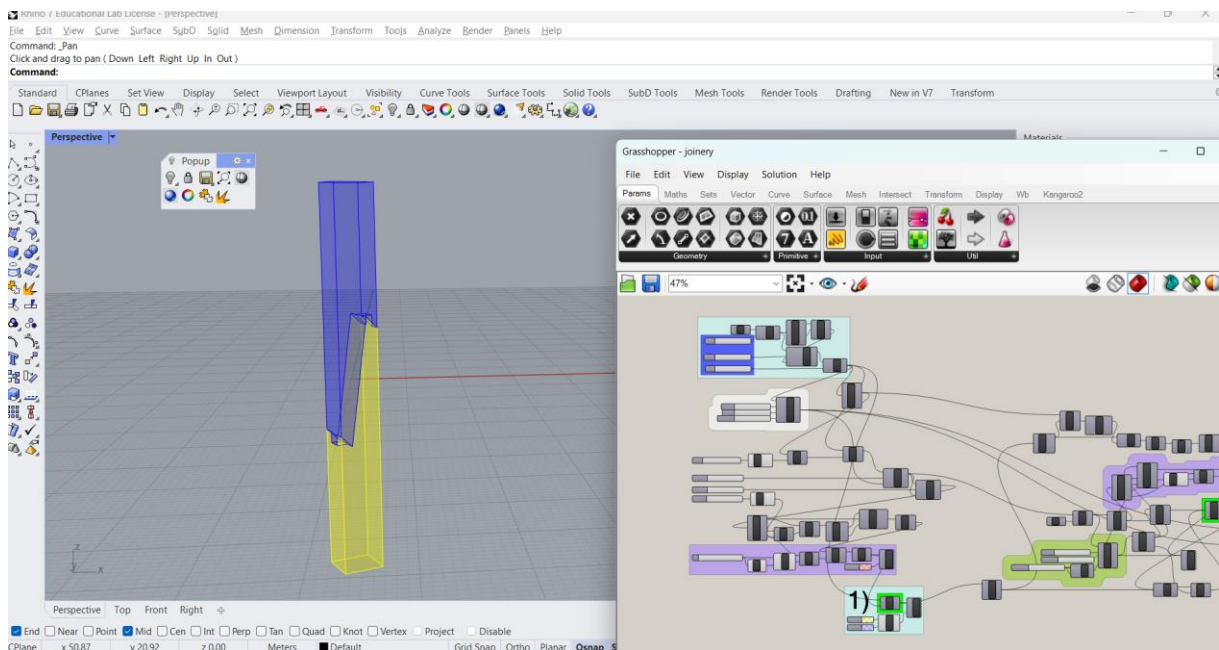 Rhino 7 Educational Lab License - [Perspective]
File Edit View Curve Surface SubD Solid Mesh Dimension Transform Tools Analyze Render Panels Help
Command: _Pan
Click and drag to pan ( Down Left Right Up In Out )
Command:
Standard CPlanes Set View Display Select Viewport Layout Visibility Curve Tools Surface Tools Solid Tools SubD Tools Mesh Tools Render Tools Drafting New in V7 Transform
Perspective
Popup
Materials
z
y x
Perspective Top Front Right
End Near Point Mid Cen Int Perp Tan Quad Knot Vertex Project Disable
CPlane x 50.87 y 20.92 z 0.00 Meters Default Grid Snap Ortho Planar Osnap
Grasshopper - joinery
File Edit View Display Solution Help
Params Maths Sets Vector Curve Surface Mesh Intersect Transform Display Wb Kangaroo2
Geometry Primitive Input Util
47%
1)